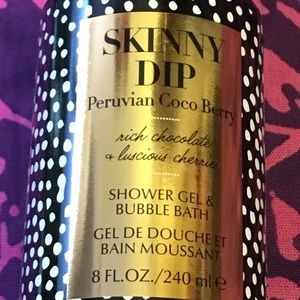 SKINNY
DIP
Peruvian Coco Berry
rich chocolate
& luscious cherries
SHOWER GEL &
BUBBLE BATH
GEL DE DOUCHE ET
BAIN MOUSSANT
8 FL.OZ./240 ml e